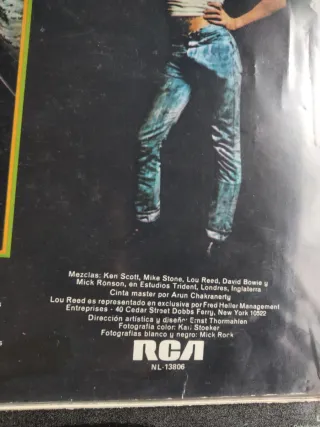 Mezclas: Ken Scott, Mike Stone, Lou Reed, David Bowie y
Mick Ronson, en Estudios Trident, Londres, Inglaterra
Cinta master por Arun Chakraverty
Lou Reed es representado en exclusiva por Fred Heller Management
Entreprises - 40 Cedar Street Dobbs Ferry, New York 10522
Dirección artística y diseño: Ernst Thormahlen
Fotografía color: Karl Stoeker
Fotografías blanco y negro: Mick Rock
RCA
NL-13806